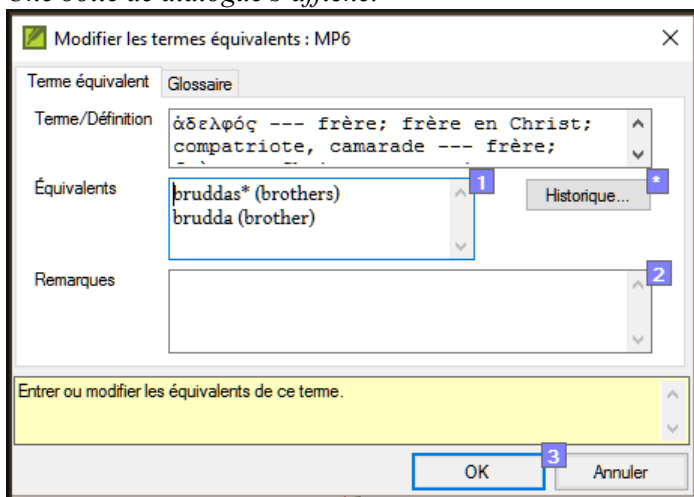 Une boîte de dialogue s'affiche.
Modifier les termes équivalents : MP6
Terme équivalent Glossaire
Terme/Définition
ἀδελφός --- frère; frère en Christ;
compatriote, camarade --- frère;
Équivalents
bruddas* (brothers)
brudda (brother)
1
Historique...
*
Remarques
2
Entrer ou modifier les équivalents de ce terme.
OK
3
Annuler